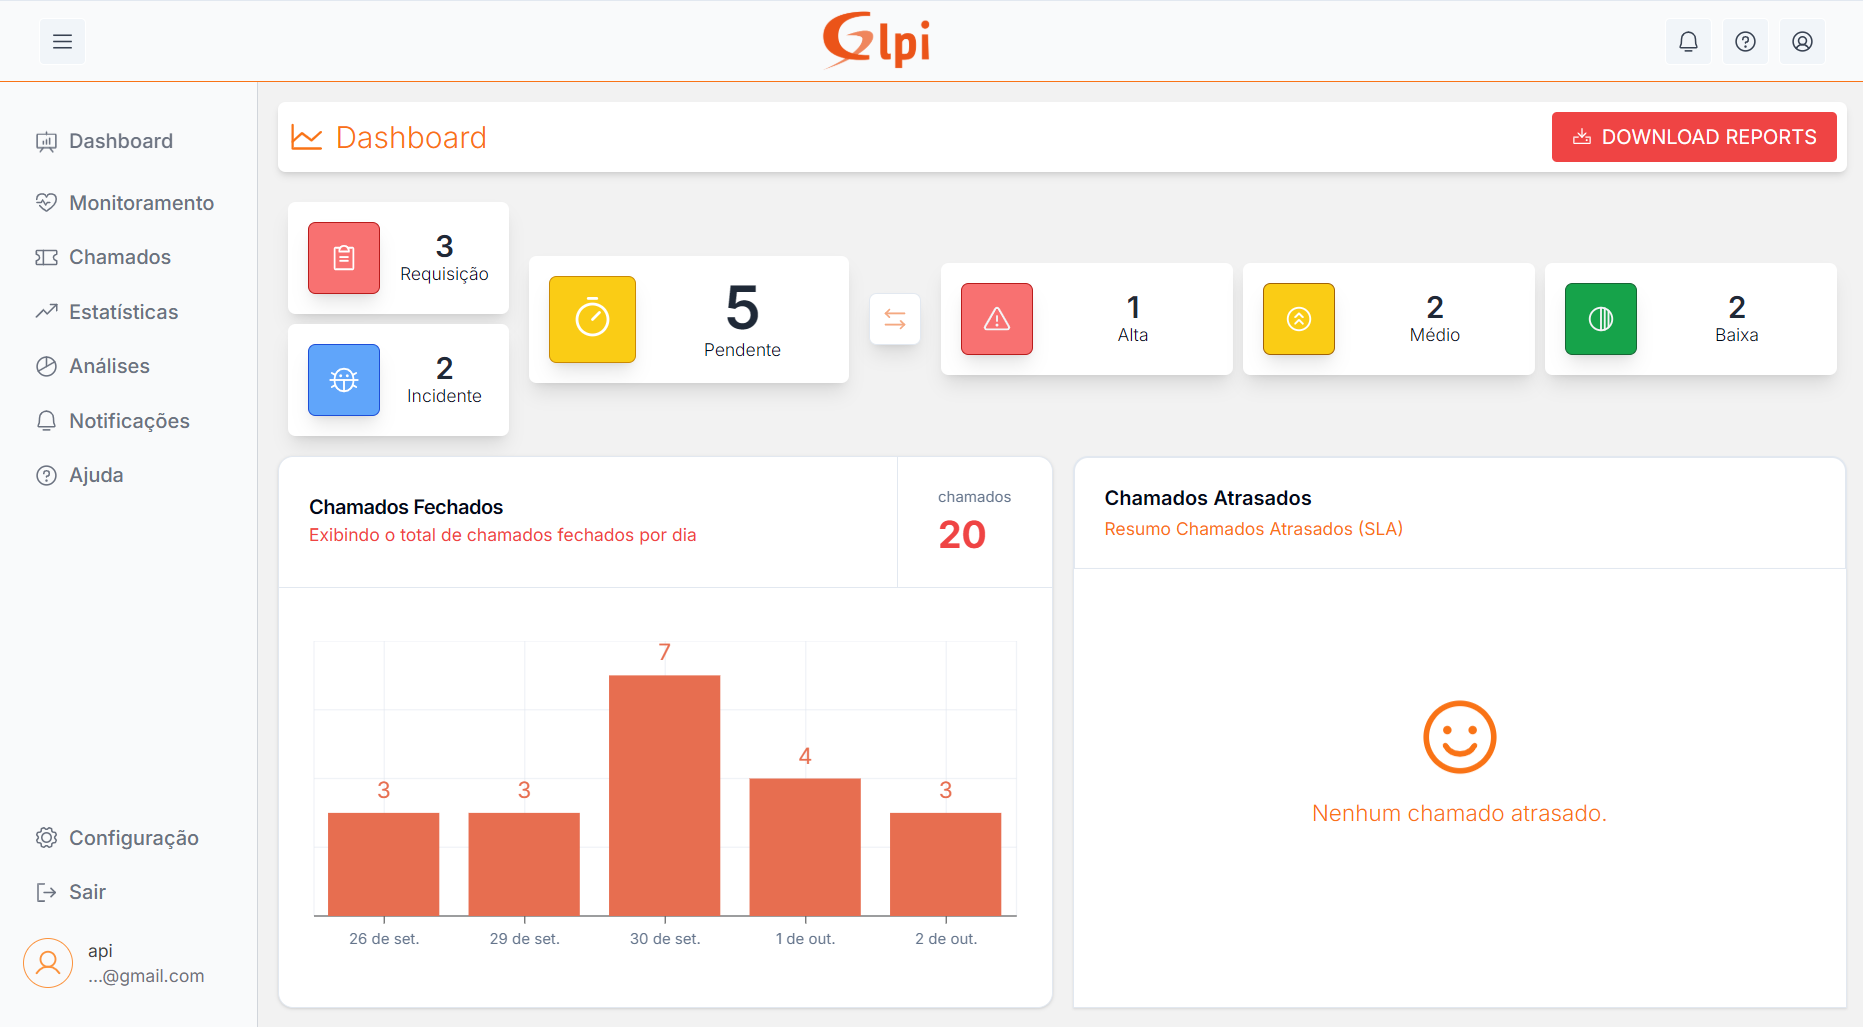 Glpi
Dashboard
Monitoramento
Chamados
Estatísticas
Análises
Notificações
Ajuda
Configuração
Sair
api
...@gmail.com
Dashboard
DOWNLOAD REPORTS
3
Requisição
2
Incidente
5
Pendente
1
Alta
2
Médio
2
Baixa
Chamados Fechados
Exibindo o total de chamados fechados por dia
chamados
20
3
3
7
4
3
26 de set.
29 de set.
30 de set.
1 de out.
2 de out.
Chamados Atrasados
Resumo Chamados Atrasados (SLA)
Nenhum chamado atrasado.